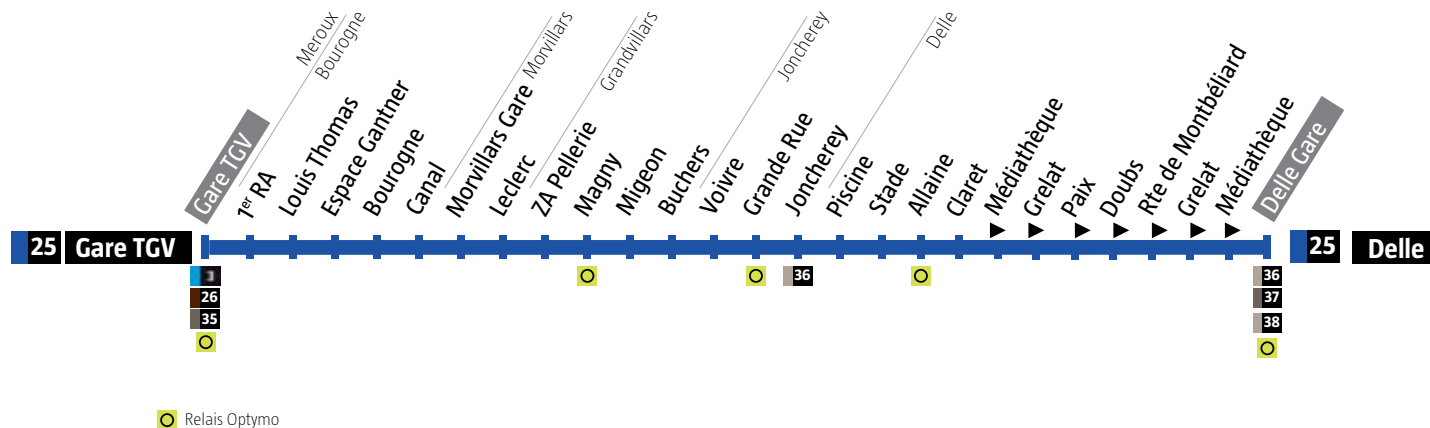 Meroux
Bourogne
Morvillars
Grandvillars
Joncherey
Delle
Gare TGV
1er RA
Louis Thomas
Espace Gantner
Bourogne
Canal
Morvillars Gare
Leclerc
ZA Pellerie
Magny
Migeon
Buchers
Voivre
Grande Rue
Joncherey
Piscine
Stade
Allaine
Claret
Médiathèque
Grelat
Paix
Doubs
Rte de Montbéliard
Grelat
Médiathèque
Delle Gare
25 Gare TGV
25 Delle
3
26
35
36
36
37
38
Relais Optymo